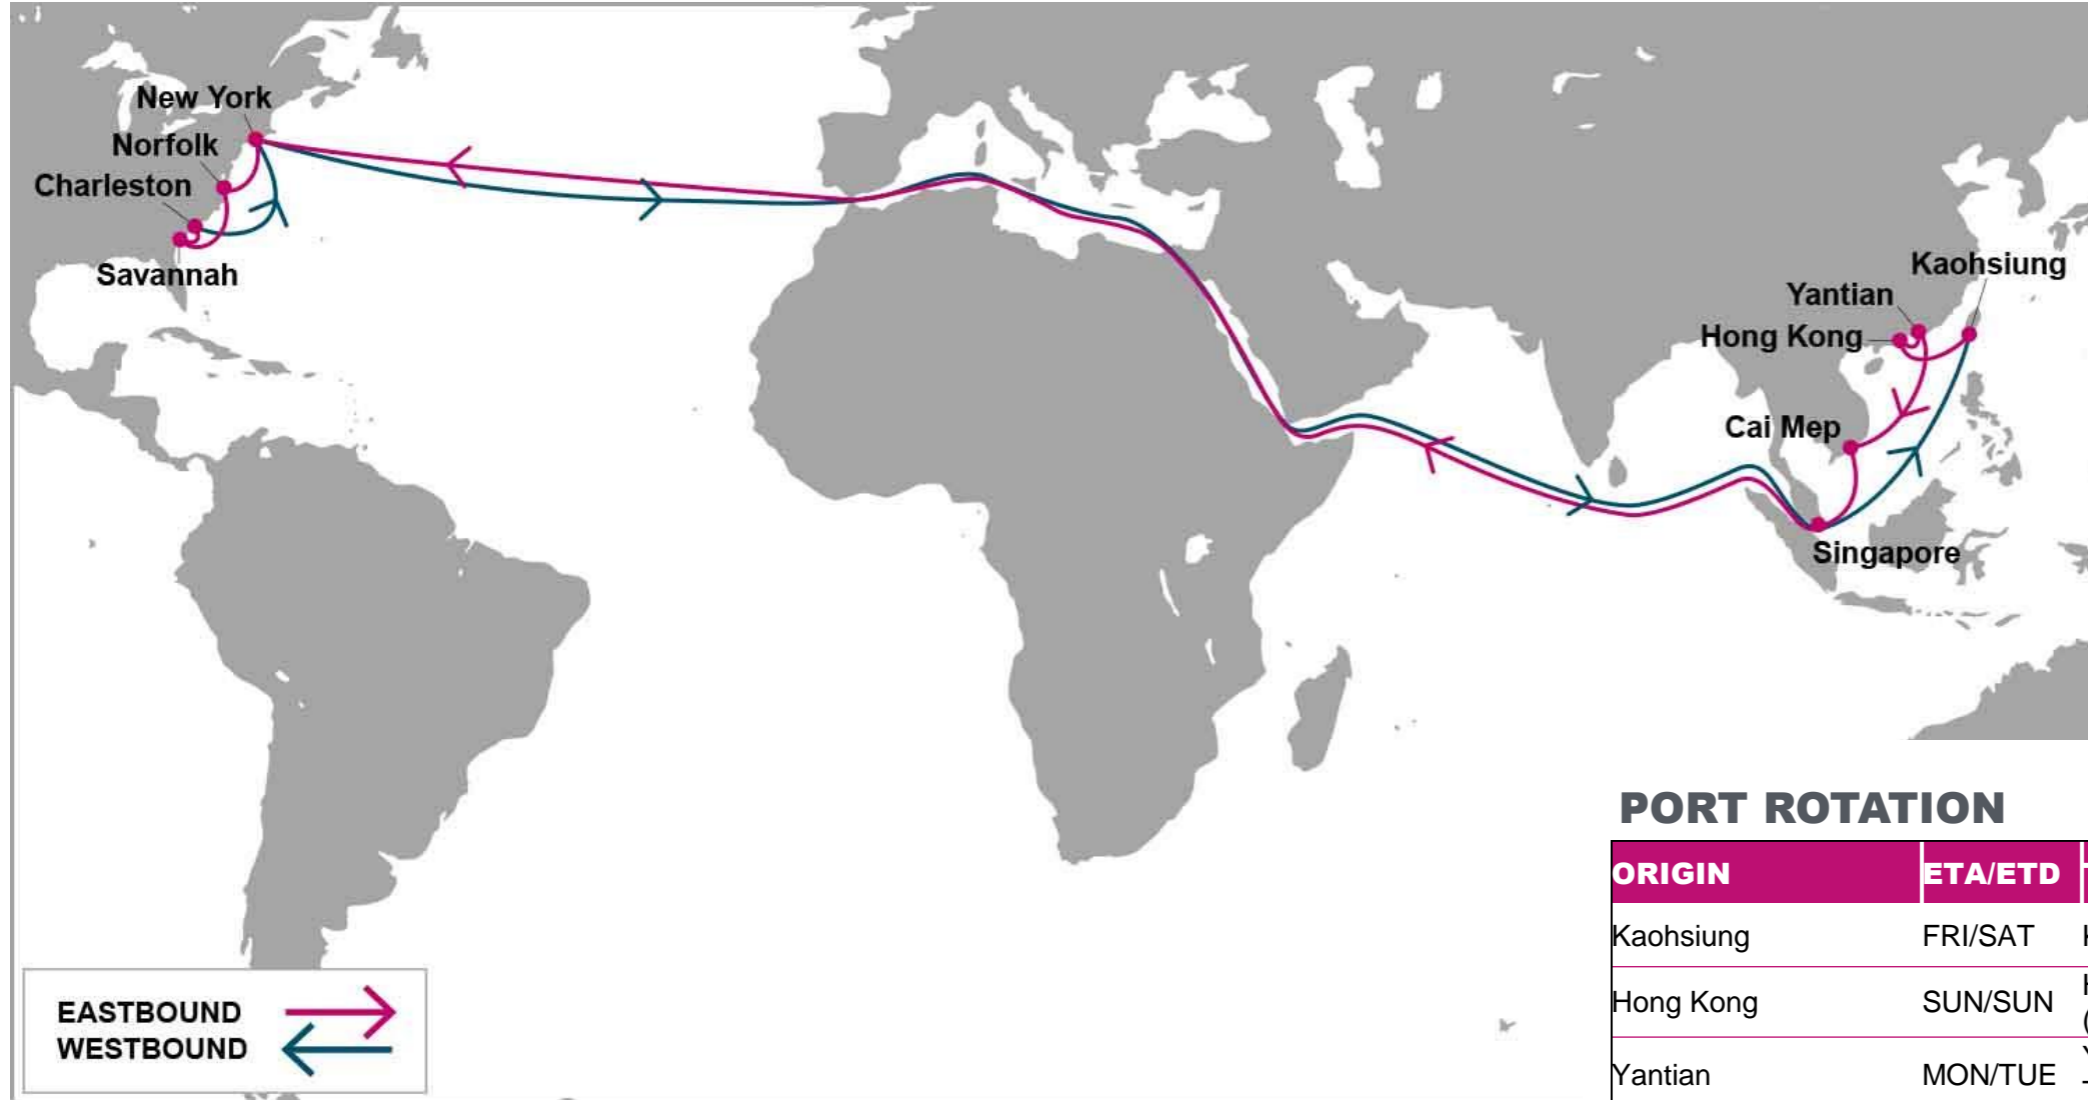 New York
Norfolk
Charleston
Savannah
Kaohsiung
Yantian
Hong Kong
Cai Mep
Singapore
EASTBOUND
WESTBOUND
PORT ROTATION
ORIGIN ETA/ETD
Kaohsiung FRI/SAT
Hong Kong SUN/SUN
Yantian MON/TUE